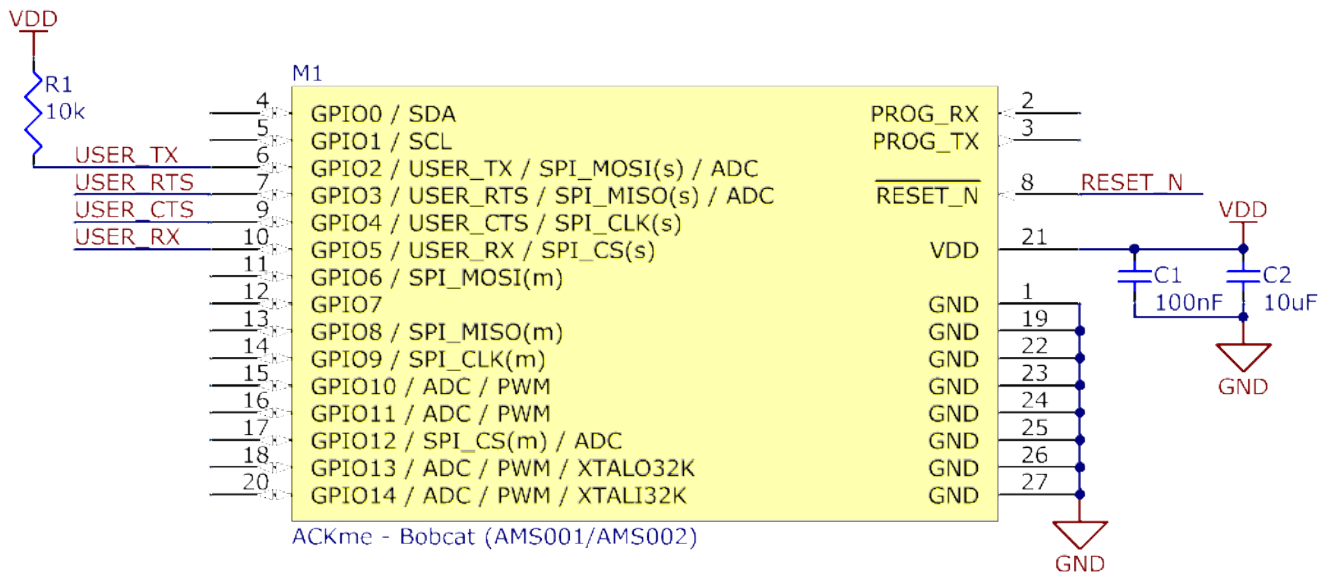 VDD
R1
10k
USER_TX
USER_RTS
USER_CTS
USER_RX
M1
4 GPIO0 / SDA
5 GPIO1 / SCL
6 GPIO2 / USER_TX / SPI_MOSI(s) / ADC
7 GPIO3 / USER_RTS / SPI_MISO(s) / ADC
9 GPIO4 / USER_CTS / SPI_CLK(s)
10 GPIO5 / USER_RX / SPI_CS(s)
11 GPIO6 / SPI_MOSI(m)
12 GPIO7
13 GPIO8 / SPI_MISO(m)
14 GPIO9 / SPI_CLK(m)
15 GPIO10 / ADC / PWM
16 GPIO11 / ADC / PWM
17 GPIO12 / SPI_CS(m) / ADC
18 GPIO13 / ADC / PWM / XTALO32K
20 GPIO14 / ADC / PWM / XTALI32K
PROG_RX 2
PROG_TX 3
RESET_N 8 RESET_N
VDD 21
GND 1
GND 19
GND 22
GND 23
GND 24
GND 25
GND 26
GND 27
GND
VDD
C1
100nF
C2
10uF
GND
ACKme - Bobcat (AMS001/AMS002)